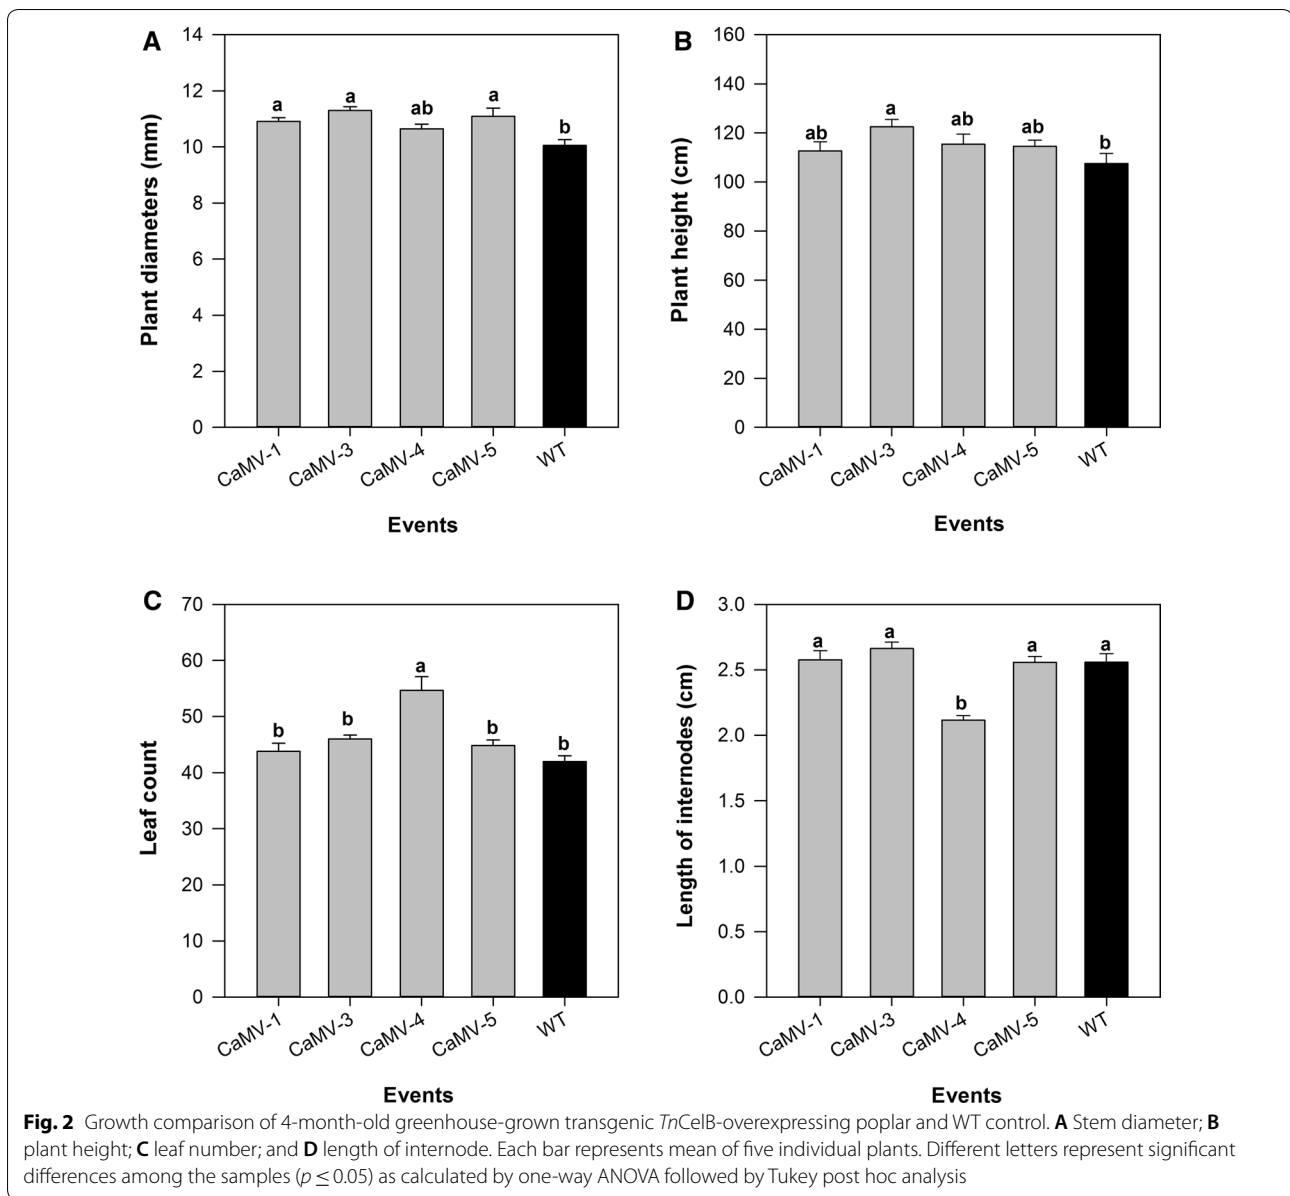 A
14
12
10
8
6
4
2
0
Plant diameters (mm)
a
a
ab
a
b
CaMV-1
CaMV-3
CaMV-4
CaMV-5
WT
Events
B
160
140
120
100
80
60
40
20
0
Plant height (cm)
ab
a
ab
ab
b
CaMV-1
CaMV-3
CaMV-4
CaMV-5
WT
Events
C
70
60
50
40
30
20
10
0
Leaf count
b
b
a
b
b
CaMV-1
CaMV-3
CaMV-4
CaMV-5
WT
Events
D
3.0
2.5
2.0
1.5
1.0
0.5
0.0
Length of internodes (cm)
a
a
b
a
a
CaMV-1
CaMV-3
CaMV-4
CaMV-5
WT
Events
Fig. 2 Growth comparison of 4-month-old greenhouse-grown transgenic TnCelB-overexpressing poplar and WT control. A Stem diameter; B
plant height; C leaf number; and D length of internode. Each bar represents mean of five individual plants. Different letters represent significant
differences among the samples (p ≤ 0.05) as calculated by one-way ANOVA followed by Tukey post hoc analysis